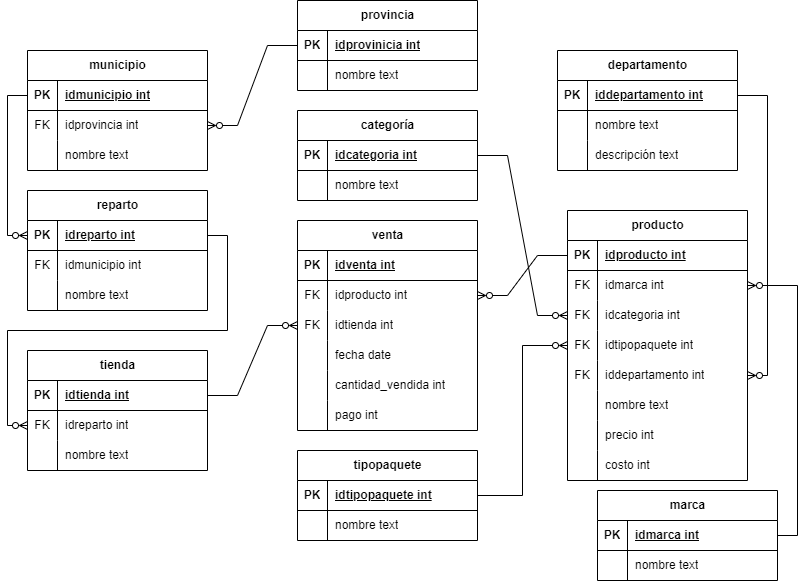 provincia
PK idprovinicia int
nombre text
municipio
PK idmunicipio int
FK idprovincia int
nombre text
departamento
PK iddepartamento int
nombre text
descripción text
categoría
PK idcategoria int
nombre text
reparto
PK idreparto int
FK idmunicipio int
nombre text
venta
PK idventa int
FK idproducto int
FK idtienda int
fecha date
cantidad_vendida int
pago int
producto
PK idproducto int
FK idmarca int
FK idcategoria int
FK idtipopaquete int
FK iddepartamento int
nombre text
precio int
costo int
tienda
PK idtienda int
FK idreparto int
nombre text
tipopaquete
PK idtipopaquete int
nombre text
marca
PK idmarca int
nombre text